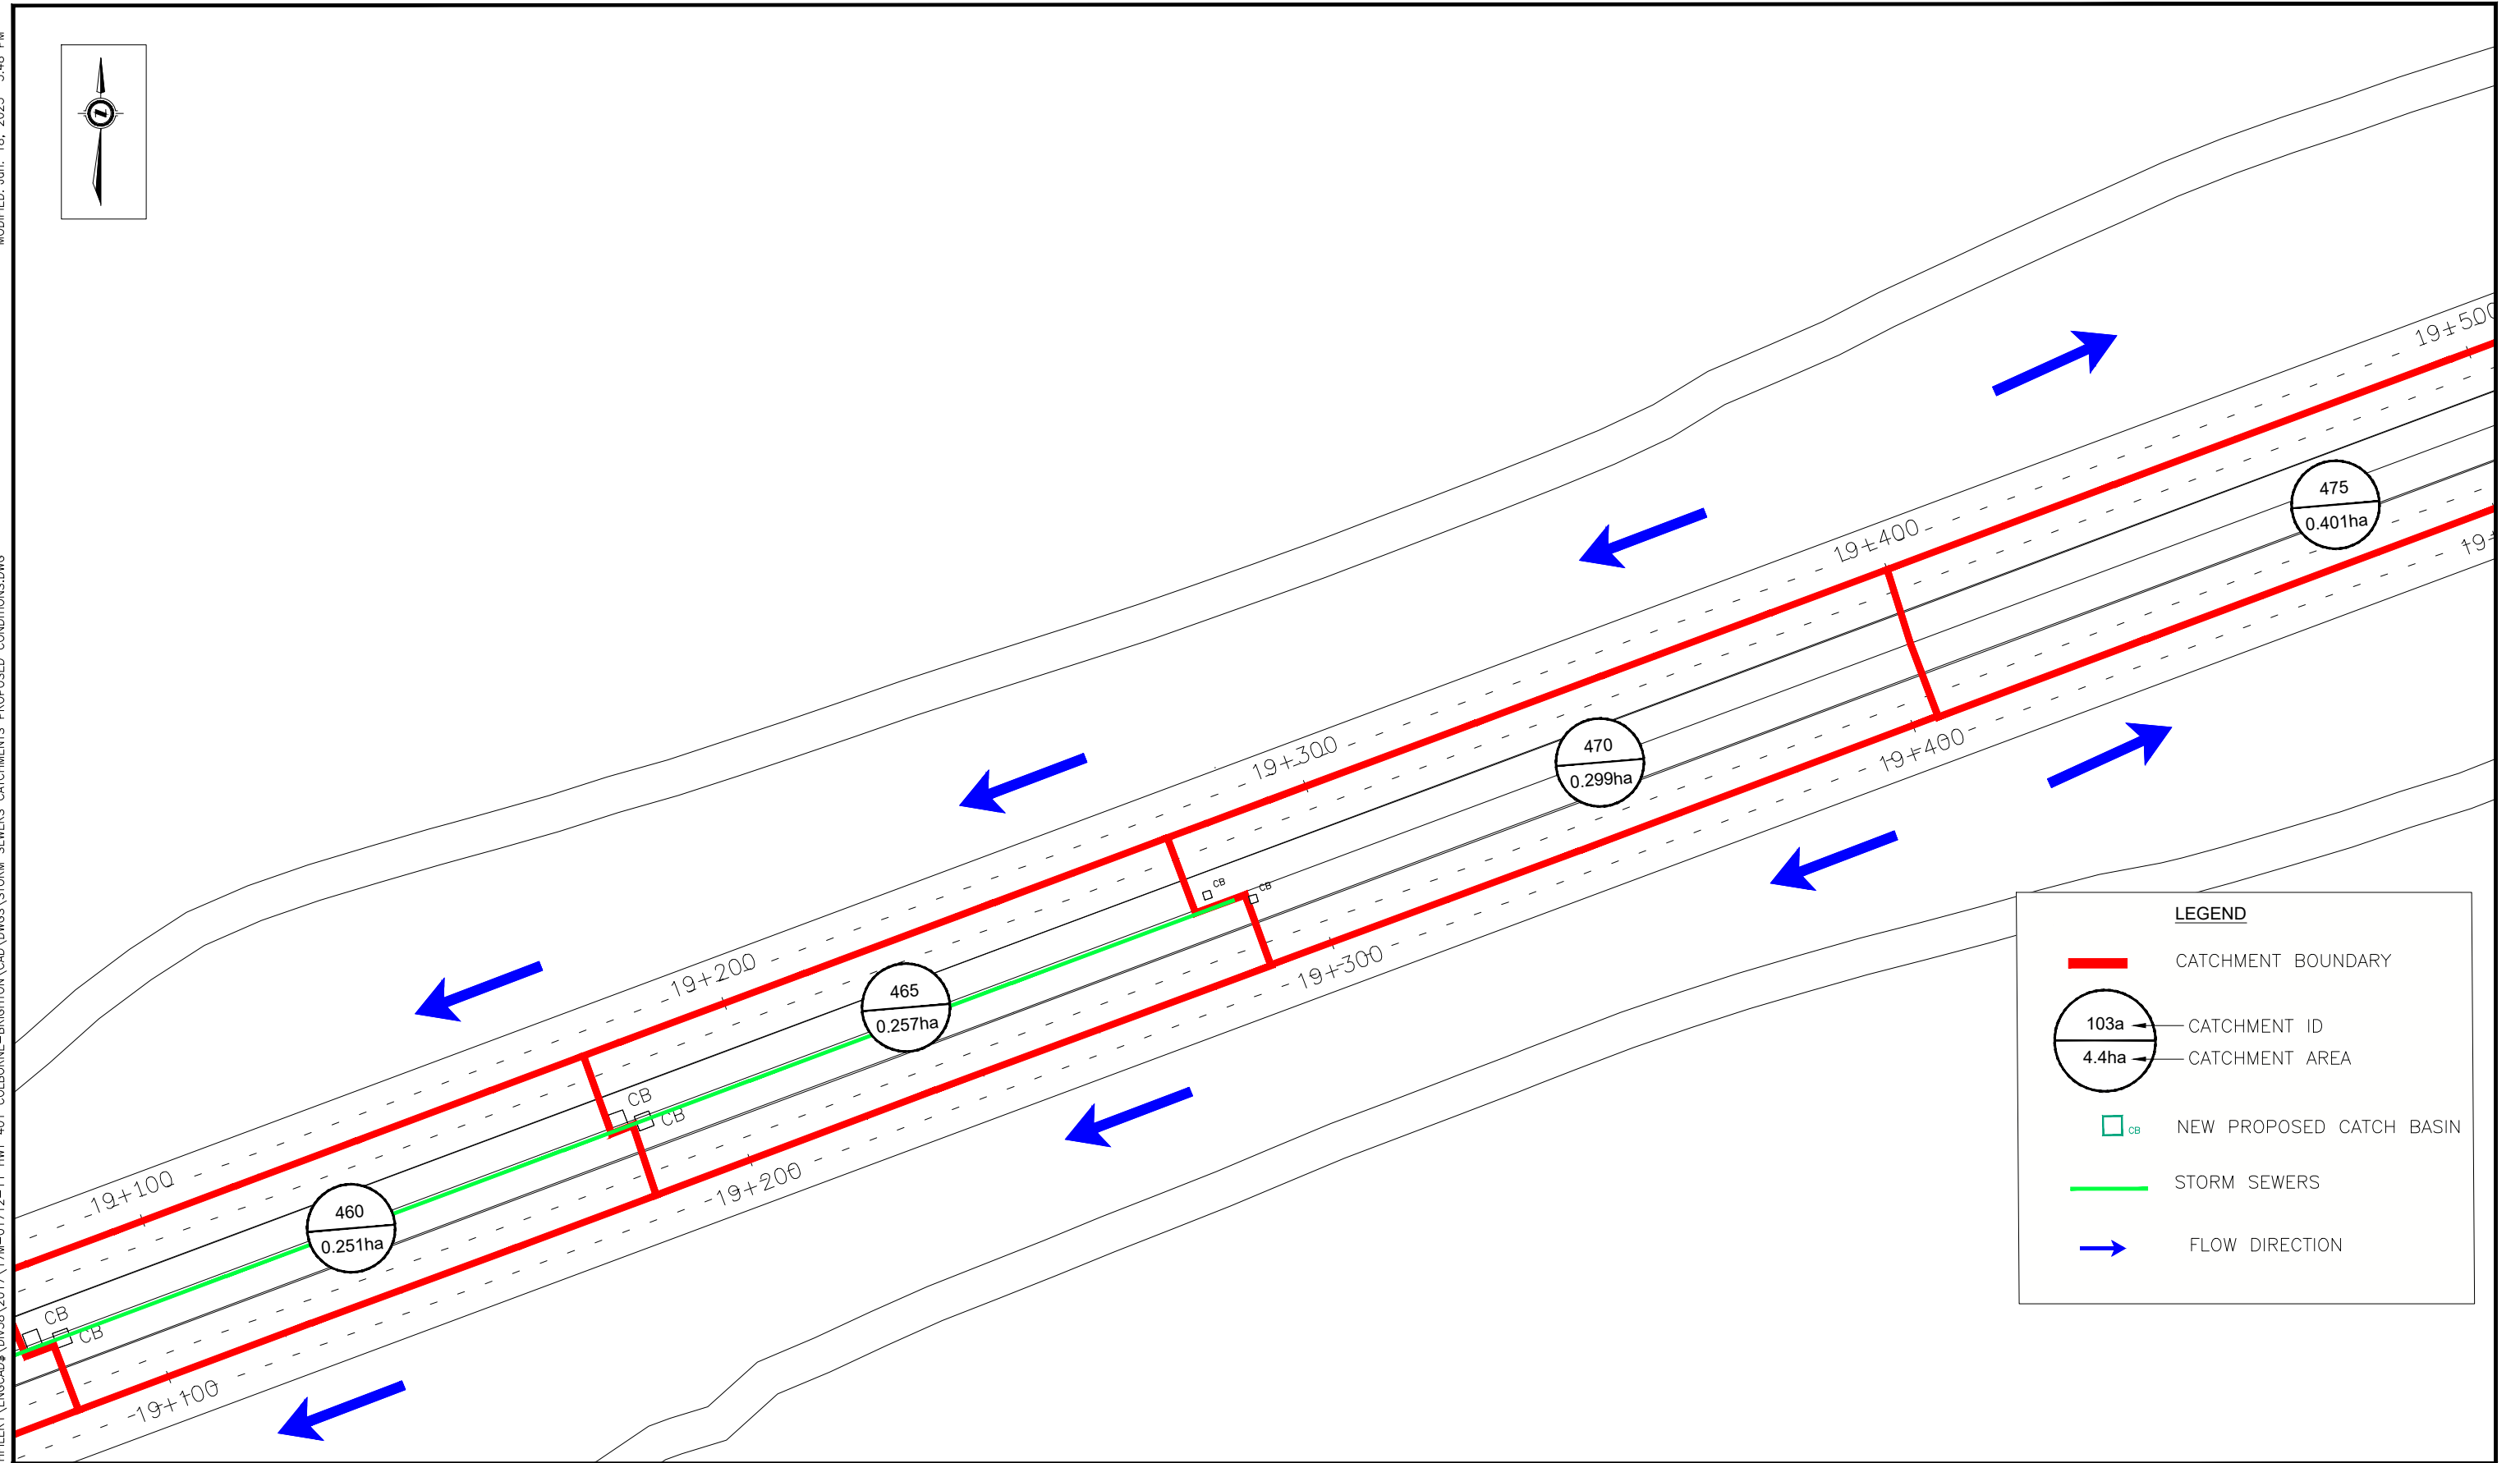 N
19+500
475
0.401ha
19+400
19+300
470
0.299ha
19+400
CB
CB
19+300
19+200
465
0.257ha
CB
CB
19+200
19+100
460
0.251ha
CB
CB
19+100
LEGEND
CATCHMENT BOUNDARY
103a
CATCHMENT ID
4.4ha
CATCHMENT AREA
CB
NEW PROPOSED CATCH BASIN
STORM SEWERS
FLOW DIRECTION